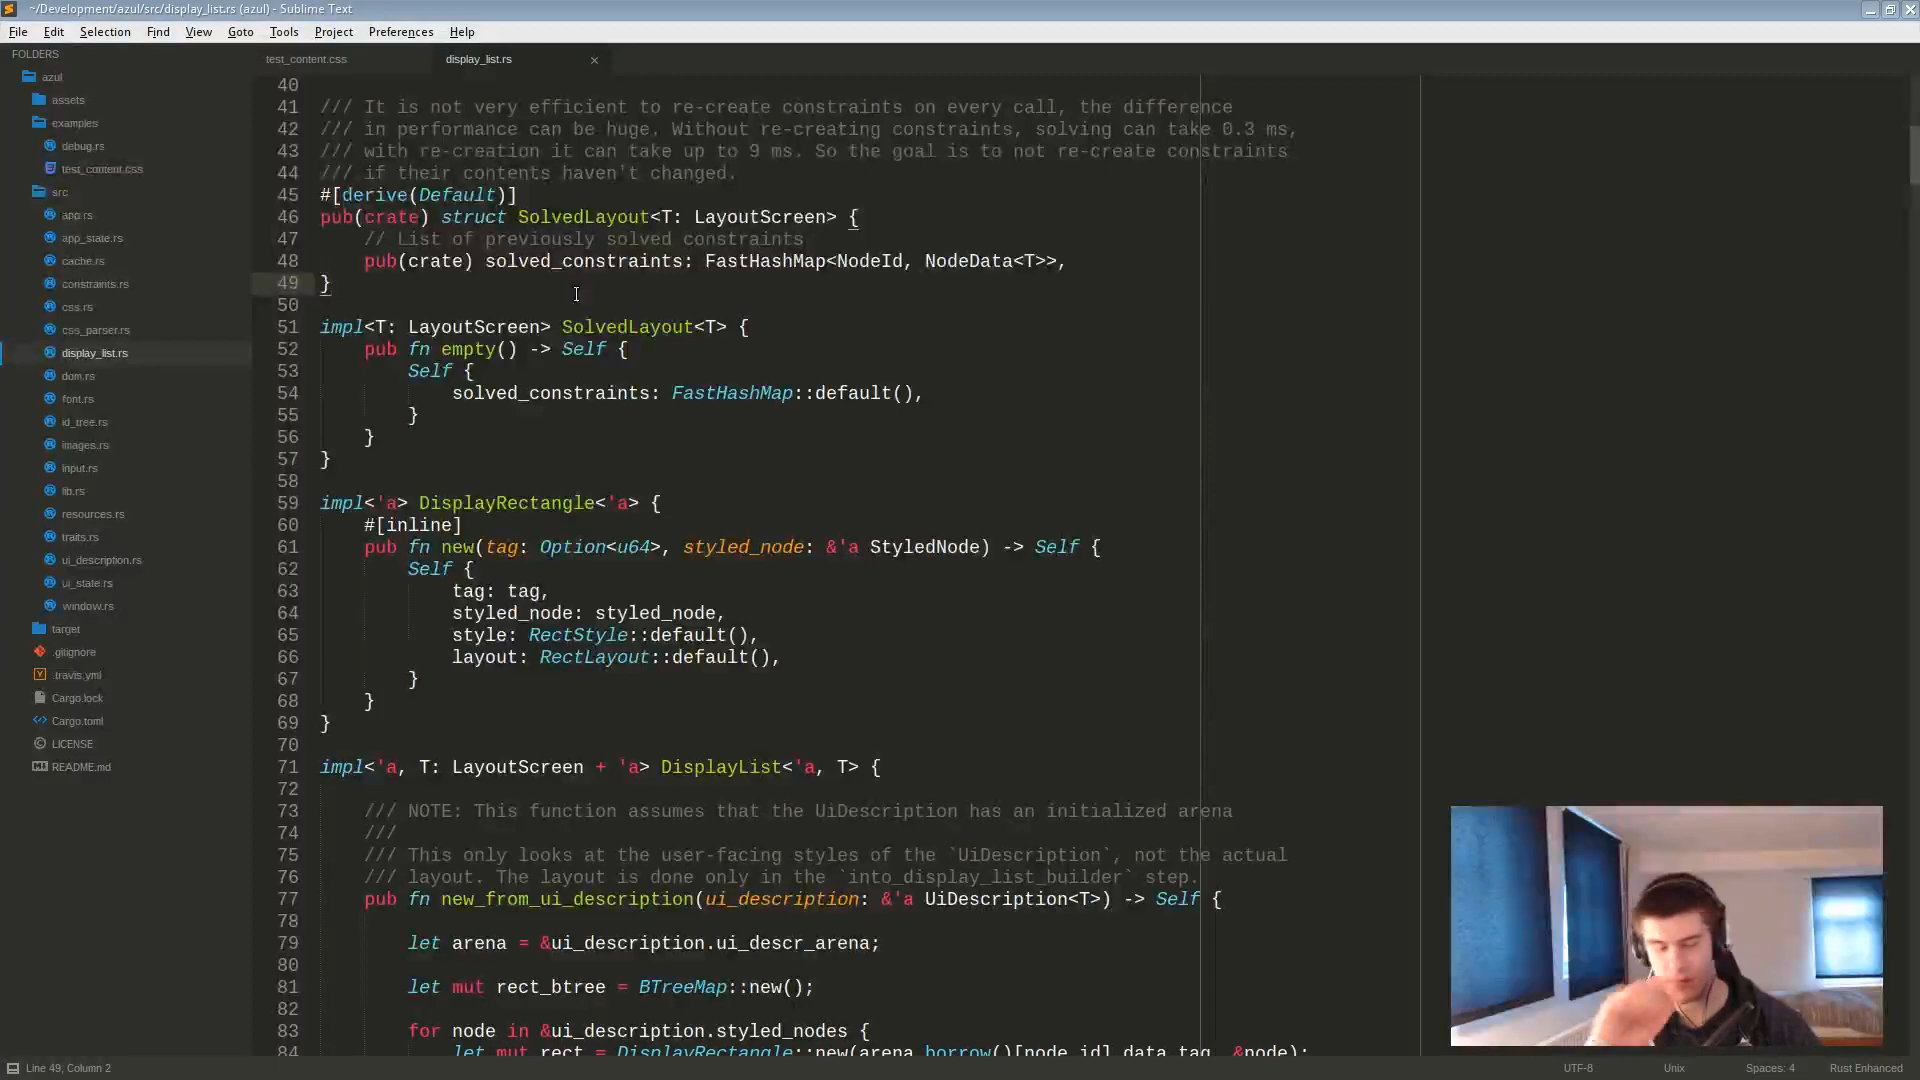 ~/Development/azul/src/display_list.rs (azul) - Sublime Text
File Edit Selection Find View Goto Tools Project Preferences Help
FOLDERS
azul
assets
examples
debug.rs
test_content.css
src
app.rs
app_state.rs
cache.rs
constraints.rs
css.rs
css_parser.rs
display_list.rs
dom.rs
font.rs
id_tree.rs
images.rs
input.rs
lib.rs
resources.rs
traits.rs
ui_description.rs
ui_state.rs
window.rs
target
.gitignore
.travis.yml
Cargo.lock
Cargo.toml
LICENSE
README.md
test_content.css display_list.rs ×
40
41 /// It is not very efficient to re-create constraints on every call, the difference
42 /// in performance can be huge. Without re-creating constraints, solving can take 0.3 ms,
43 /// with re-creation it can take up to 9 ms. So the goal is to not re-create constraints
44 /// if their contents haven't changed.
45 #[derive(Default)]
46 pub(crate) struct SolvedLayout<T: LayoutScreen> {
47 // List of previously solved constraints
48 pub(crate) solved_constraints: FastHashMap<NodeId, NodeData<T>>,
49 }
50
51 impl<T: LayoutScreen> SolvedLayout<T> {
52 pub fn empty() -> Self {
53 Self {
54 solved_constraints: FastHashMap::default(),
55 }
56 }
57 }
58
59 impl<'a> DisplayRectangle<'a> {
60 #[inline]
61 pub fn new(tag: Option<u64>, styled_node: &'a StyledNode) -> Self {
62 Self {
63 tag: tag,
64 styled_node: styled_node,
65 style: RectStyle::default(),
66 layout: RectLayout::default(),
67 }
68 }
69 }
70
71 impl<'a, T: LayoutScreen + 'a> DisplayList<'a, T> {
72
73 /// NOTE: This function assumes that the UiDescription has an initialized arena
74 ///
75 /// This only looks at the user-facing styles of the `UiDescription`, not the actual
76 /// layout. The layout is done only in the `into_display_list_builder` step.
77 pub fn new_from_ui_description(ui_description: &'a UiDescription<T>) -> Self {
78
79 let arena = &ui_description.ui_descr_arena;
80
81 let mut rect_btree = BTreeMap::new();
82
83 for node in &ui_description.styled_nodes {
84 let mut rect = DisplayRectangle::new(arena.borrow()[node.id].data.tag, &node);
Line 49, Column 2 UTF-8 Unix Spaces: 4 Rust Enhanced